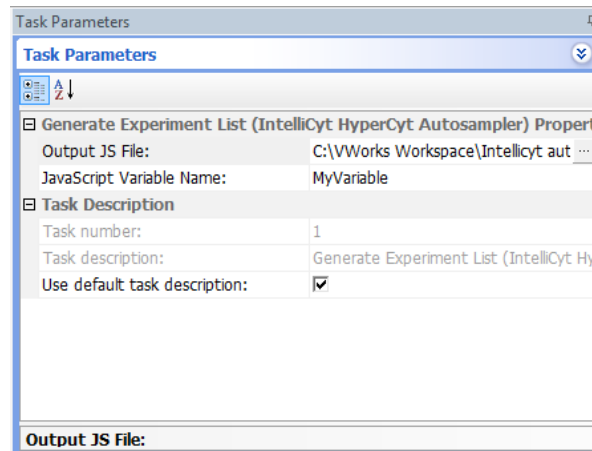 Task Parameters
Task Parameters
Generate Experiment List (IntelliCyt HyperCyt Autosampler) Propert
Output JS File: C:\VWorks Workspace\Intellicyt aut ...
JavaScript Variable Name: MyVariable
Task Description
Task number: 1
Task description: Generate Experiment List (IntelliCyt Hy
Use default task description:
Output JS File: